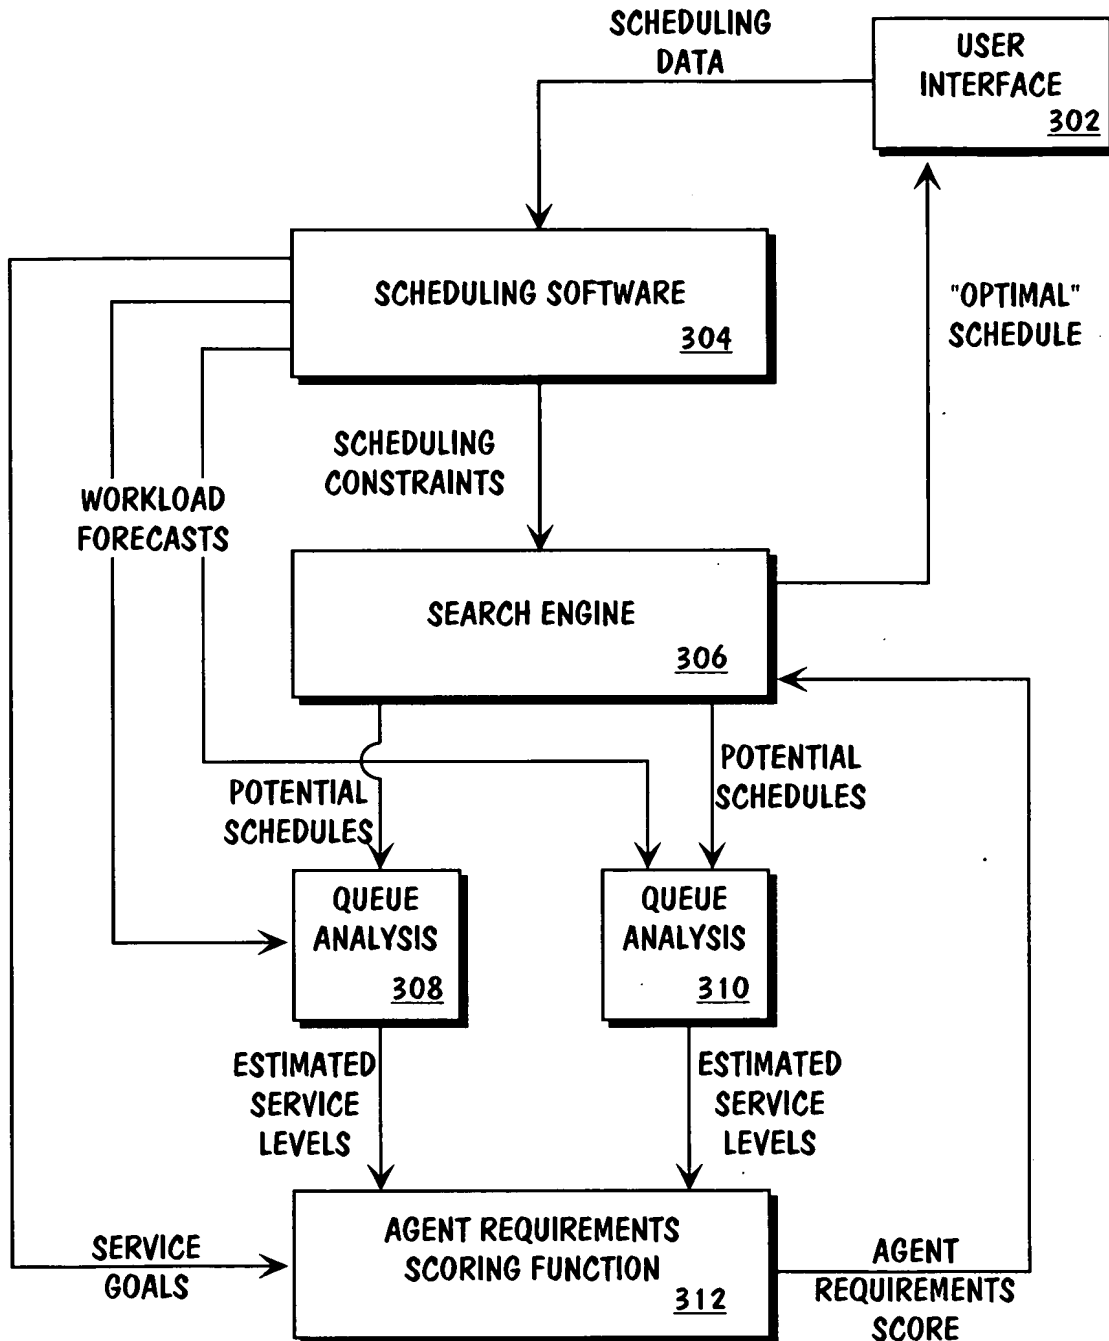 SCHEDULING
DATA
USER
INTERFACE
302
SCHEDULING SOFTWARE
304
"OPTIMAL"
SCHEDULE
SCHEDULING
CONSTRAINTS
WORKLOAD
FORECASTS
SEARCH ENGINE
306
POTENTIAL
SCHEDULES
POTENTIAL
SCHEDULES
QUEUE
ANALYSIS
308
QUEUE
ANALYSIS
310
ESTIMATED
SERVICE
LEVELS
ESTIMATED
SERVICE
LEVELS
AGENT REQUIREMENTS
SCORING FUNCTION
312
SERVICE
GOALS
AGENT
REQUIREMENTS
SCORE